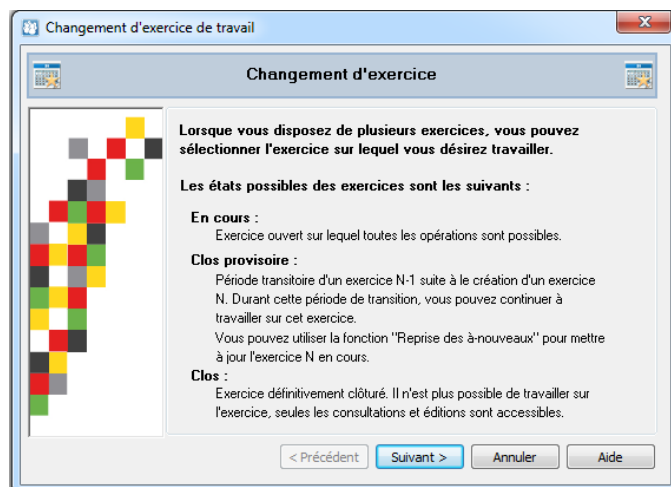 Changement d'exercice de travail
Changement d'exercice
Lorsque vous disposez de plusieurs exercices, vous pouvez
sélectionner l'exercice sur lequel vous désirez travailler.
Les états possibles des exercices sont les suivants :
En cours :
Exercice ouvert sur lequel toutes les opérations sont possibles.
Clos provisoire :
Période transitoire d'un exercice N-1 suite à la création d'un exercice
N. Durant cette période de transition, vous pouvez continuer à
travailler sur cet exercice.
Vous pouvez utiliser la fonction "Reprise des à-nouveaux" pour mettre
à jour l'exercice N en cours.
Clos :
Exercice définitivement clôturé. Il n'est plus possible de travailler sur
l'exercice, seules les consultations et éditions sont accessibles.
< Précédent Suivant > Annuler Aide